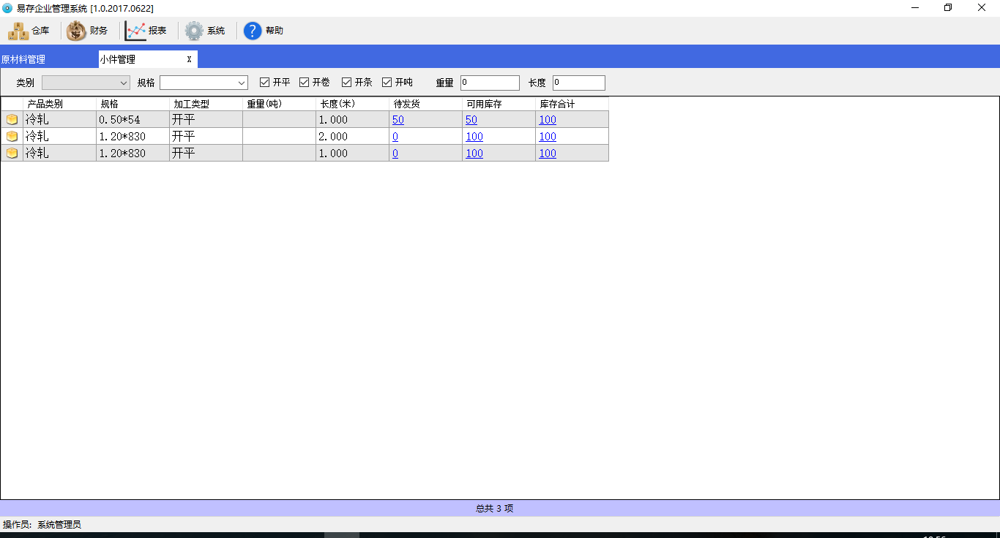 易存企业管理系统 [1.0.2017.0622]
仓库 财务 报表 系统 ? 帮助
原材料管理 小件管理 X
类别 规格 开平 开卷 开条 开吨 重量 0 长度 0
产品类别 规格 加工类型 重量(吨) 长度(米) 待发货 可用库存 库存合计
冷轧 0.50*54 开平 1.000 50 50 100
冷轧 1.20*830 开平 2.000 0 100 100
冷轧 1.20*830 开平 1.000 0 100 100
总共 3 项
操作员: 系统管理员